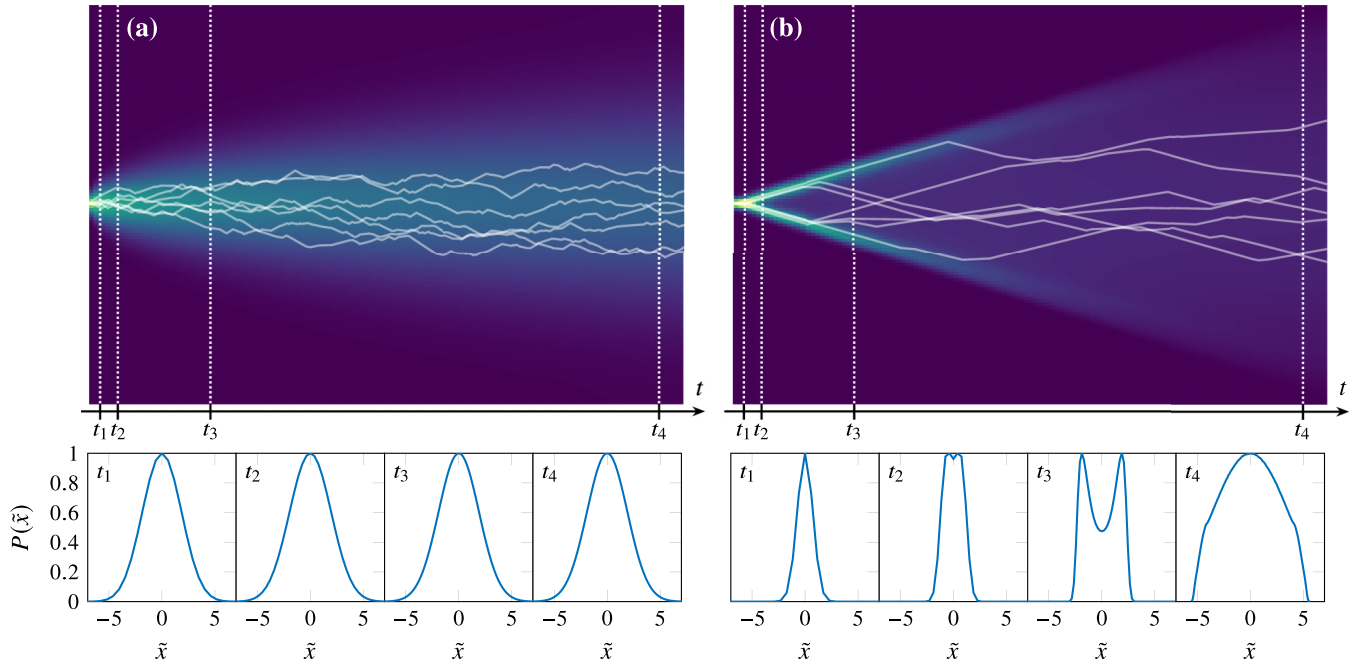 (a) (b)
t
t
t₁ t₂ t₃ t₄
t₁ t₂ t₃ t₄
P(x̃)
1
0.8
0.6
0.4
0.2
0
t₁ t₂ t₃ t₄
t₁ t₂ t₃ t₄
−5 0 5 −5 0 5 −5 0 5 −5 0 5
−5 0 5 −5 0 5 −5 0 5 −5 0 5
x̃ x̃ x̃ x̃
x̃ x̃ x̃ x̃